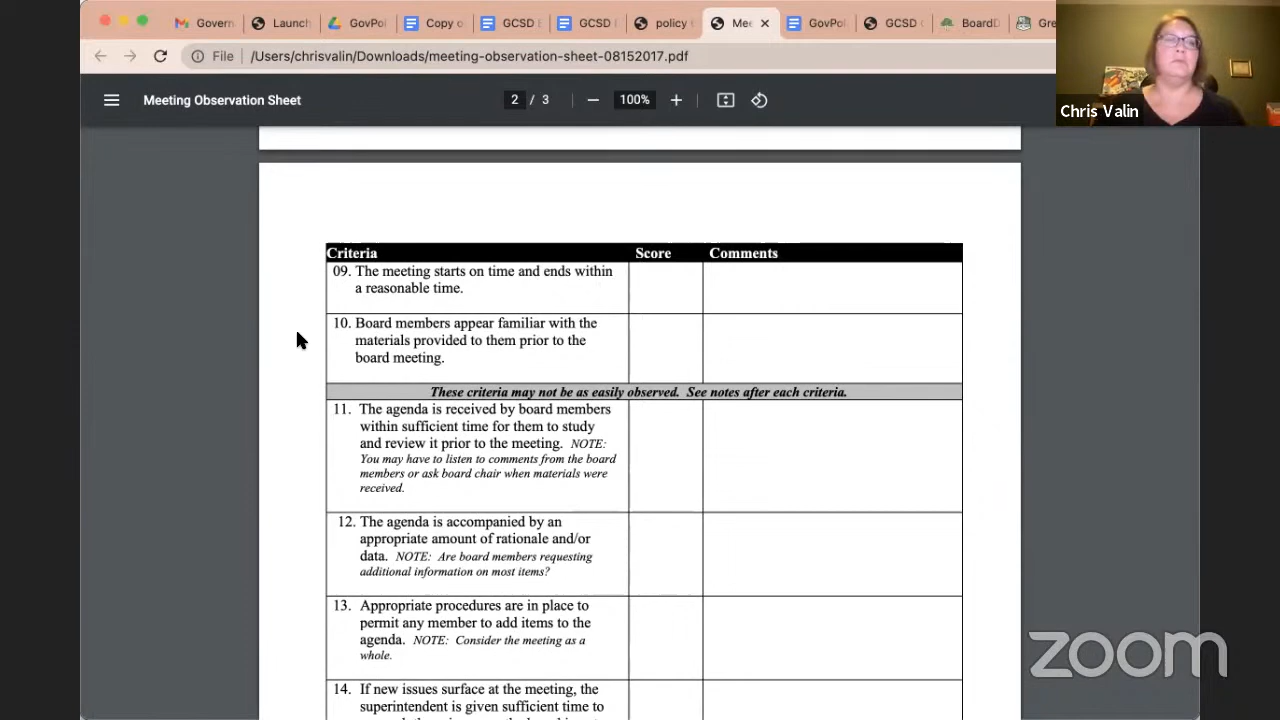 Govern
Launch
GovPol
Copy o
GCSD E
GCSD
policy
Mee
GovPol
GCSD
BoardD
Gre
File /Users/chrisvalin/Downloads/meeting-observation-sheet-08152017.pdf
Meeting Observation Sheet
2 / 3
100%
Chris Valin
Criteria Score Comments
09. The meeting starts on time and ends within
a reasonable time.
10. Board members appear familiar with the
materials provided to them prior to the
board meeting.
These criteria may not be as easily observed. See notes after each criteria.
11. The agenda is received by board members
within sufficient time for them to study
and review it prior to the meeting. NOTE:
You may have to listen to comments from the board
members or ask board chair when materials were
received.
12. The agenda is accompanied by an
appropriate amount of rationale and/or
data. NOTE: Are board members requesting
additional information on most items?
13. Appropriate procedures are in place to
permit any member to add items to the
agenda. NOTE: Consider the meeting as a
whole.
14. If new issues surface at the meeting, the
superintendent is given sufficient time to
zoom